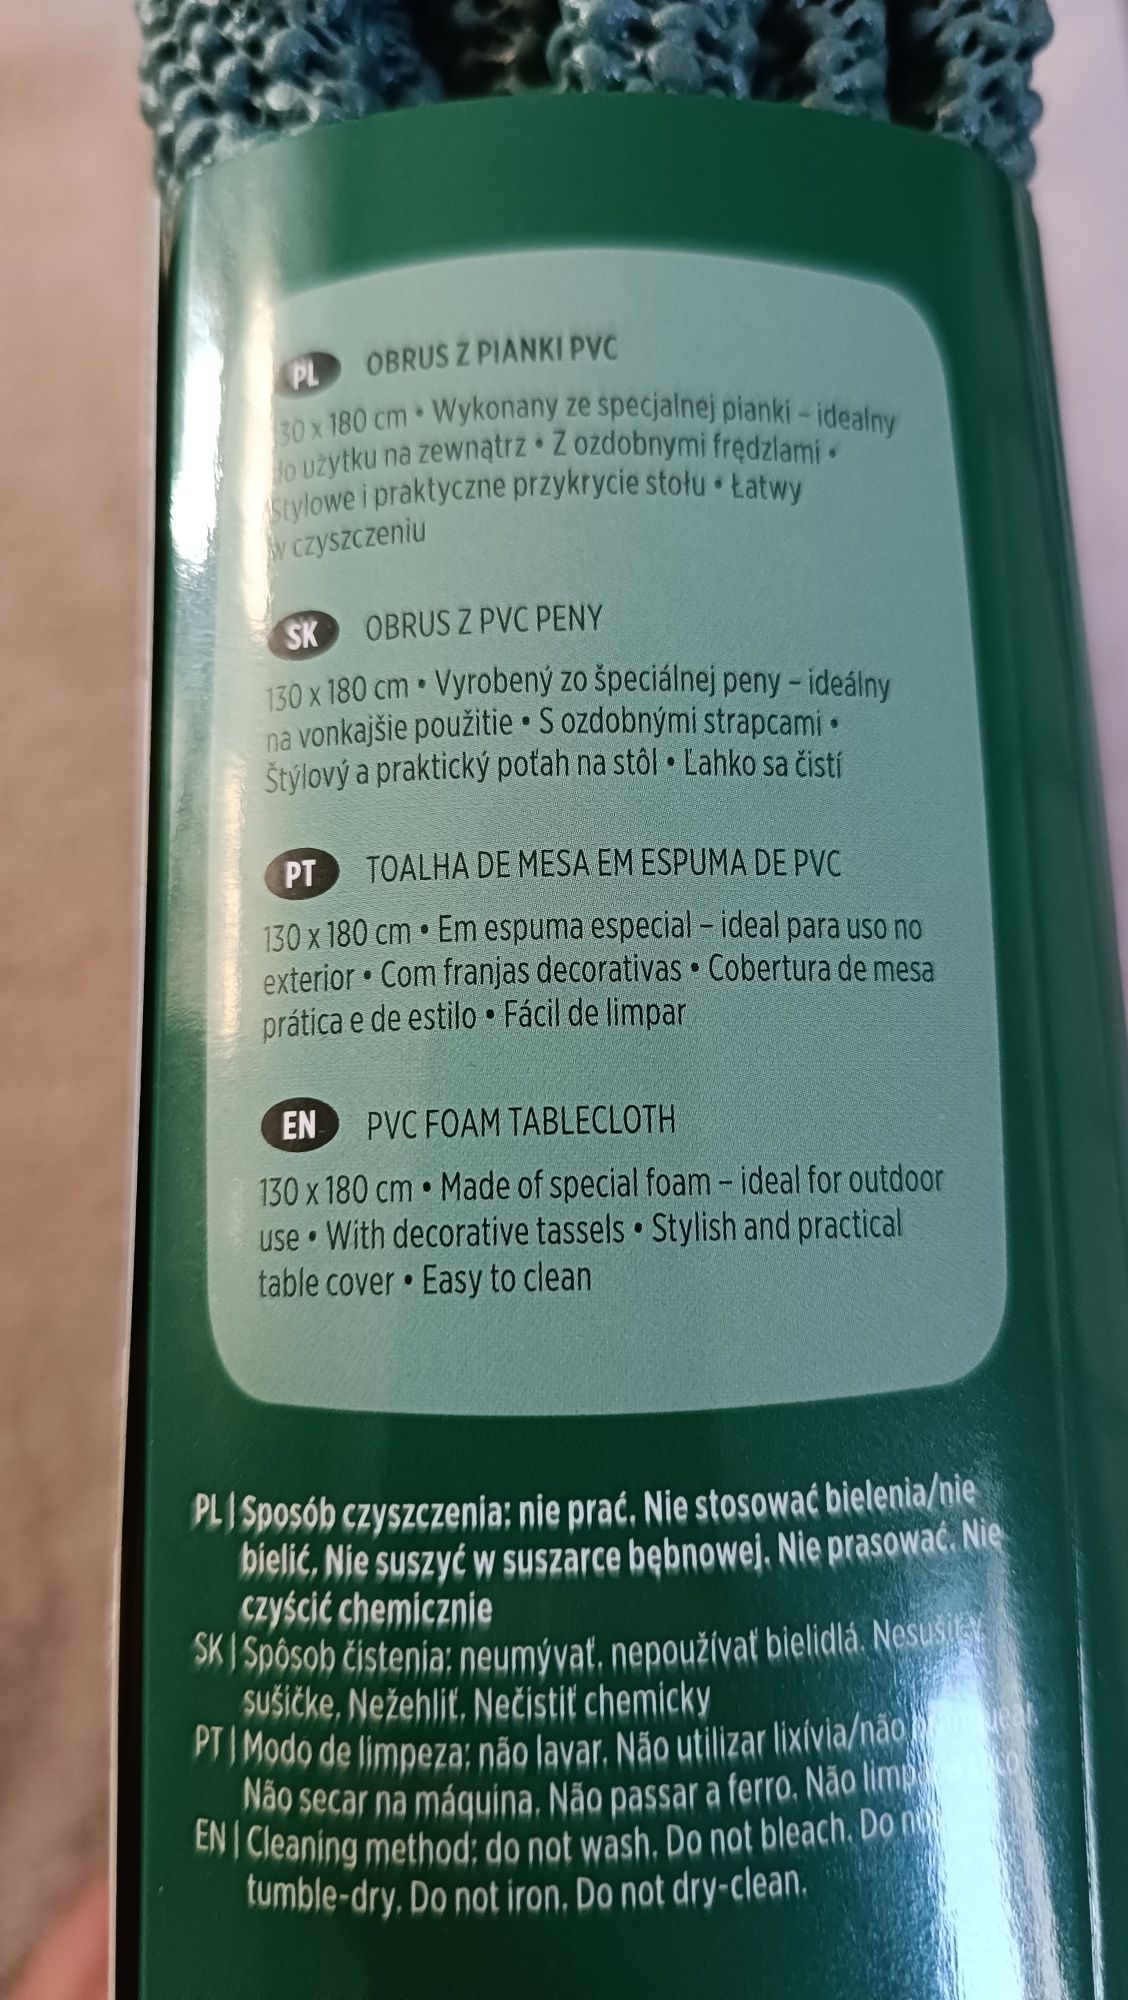 PL OBRUS Z PIANKI PVC
30 x 180 cm • Wykonany ze specjalnej pianki – idealny
do użytku na zewnątrz • Z ozdobnymi frędzlami •
Stylowe i praktyczne przykrycie stołu • Łatwy
w czyszczeniu
SK OBRUS Z PVC PENY
130 x 180 cm • Vyrobený zo špeciálnej peny – ideálny
na vonkajšie použitie • S ozdobnými strapcami •
Štýlový a praktický poťah na stôl • Ľahko sa čistí
PT TOALHA DE MESA EM ESPUMA DE PVC
130 x 180 cm • Em espuma especial – ideal para uso no
exterior • Com franjas decorativas • Cobertura de mesa
prática e de estilo • Fácil de limpar
EN PVC FOAM TABLECLOTH
130 x 180 cm • Made of special foam – ideal for outdoor
use • With decorative tassels • Stylish and practical
table cover • Easy to clean
PL | Sposób czyszczenia: nie prać. Nie stosować bielenia/nie
bielić. Nie suszyć w suszarce bębnowej. Nie prasować. Nie
czyścić chemicznie
SK | Spôsob čistenia: neumývať. nepoužívať bielidlá. Nesušiť v
sušičke. Nežehliť. Nečistiť chemicky
PT | Modo de limpeza: não lavar. Não utilizar lixívia/não
Não secar na máquina. Não passar a ferro. Não
EN | Cleaning method: do not wash. Do not bleach. Do not
tumble-dry. Do not iron. Do not dry-clean.